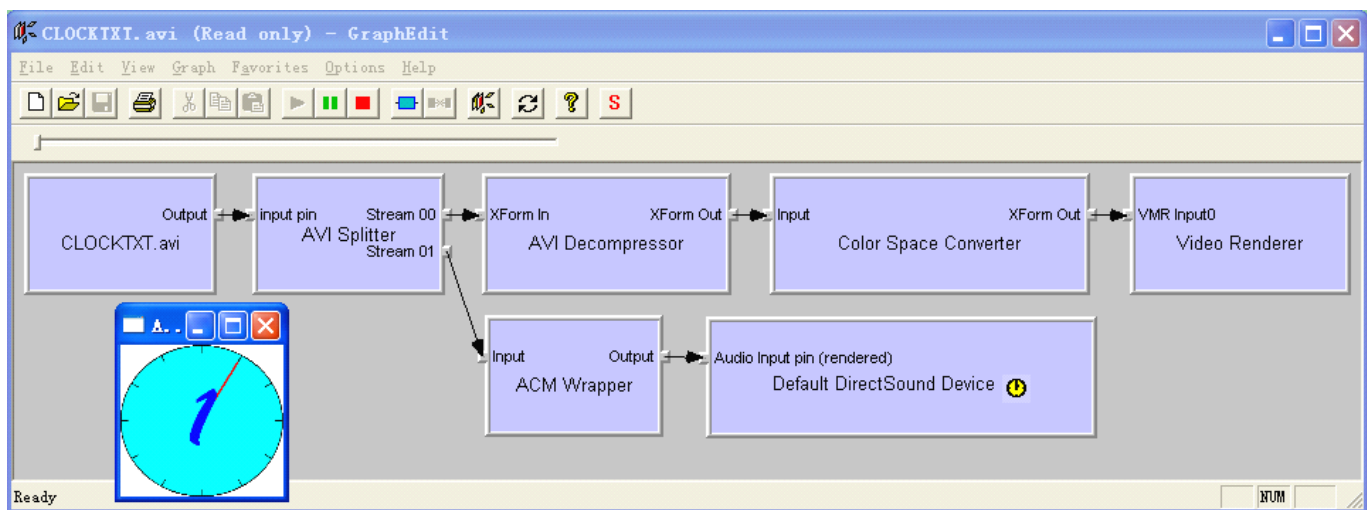 CLOCKTXT.avi (Read only) - GraphEdit
File Edit View Graph Favorites Options Help
S
Output
CLOCKTXT.avi
input pin Stream 00
AVI Splitter
Stream 01
XForm In XForm Out
AVI Decompressor
Input XForm Out
Color Space Converter
VMR Input0
Video Renderer
A..
1
Input Output
ACM Wrapper
Audio Input pin (rendered)
Default DirectSound Device
Ready NUM